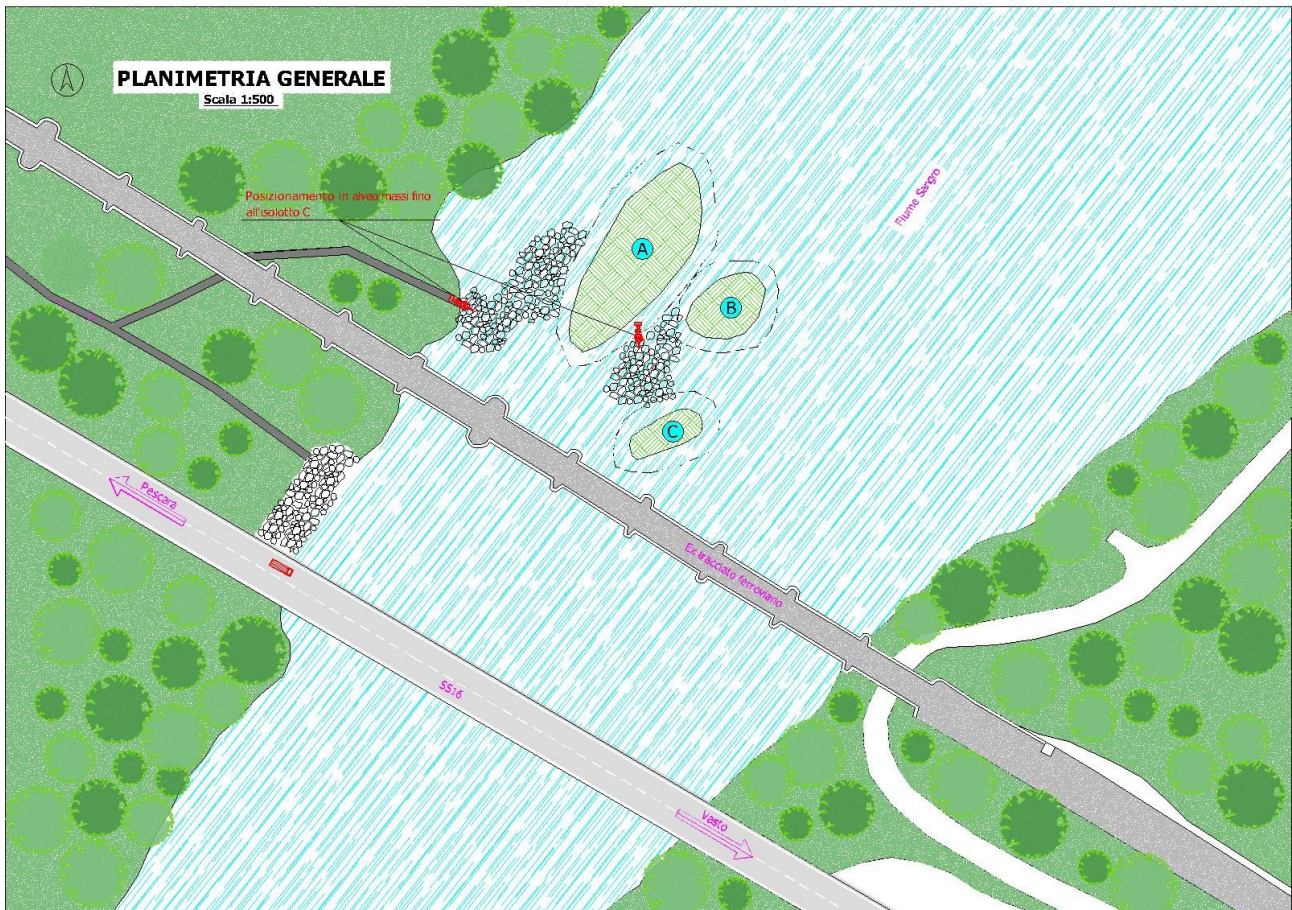 PLANIMETRIA GENERALE
Scala 1:500
Posizionamento in alveo massi fino
all'isolotto C
Fiume Sangro
A
B
C
Pescara
Ex tracciato ferroviario
SS16
Vasto